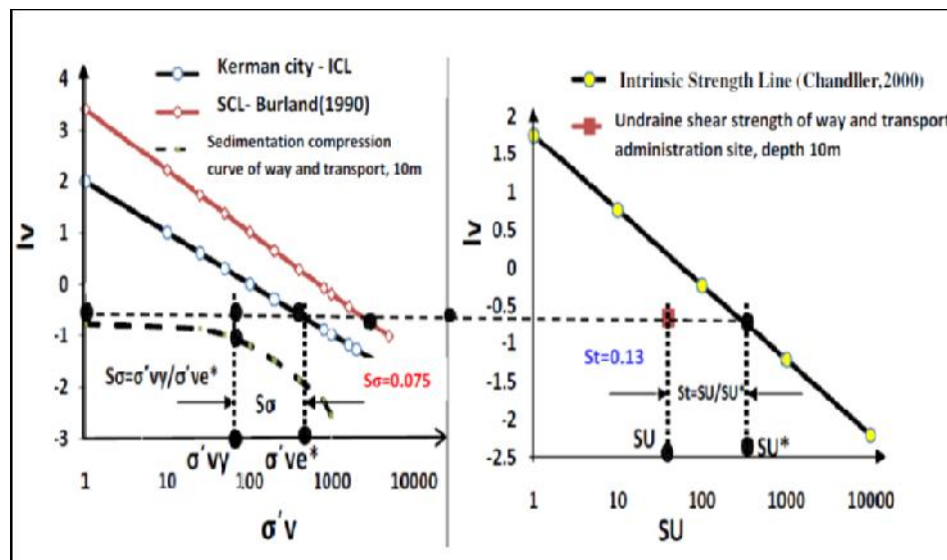 Kerman city - ICL
SCL- Burland(1990)
Sedimentation compression
curve of way and transport, 10m
4
3
2
1
0
-1
-2
-3
Iv
Sσ=σ'vy/σ've*
Sσ
Sσ=0.075
σ'vy
σ've*
1
10
100
1000
10000
σ'v
Intrinsic Strength Line (Chandller,2000)
Undraine shear strength of way and transport
administration site, depth 10m
2
1.5
1
0.5
0
-0.5
-1
-1.5
-2
-2.5
Iv
St=0.13
St=SU/SU*
SU
SU*
1
10
100
1000
10000
SU